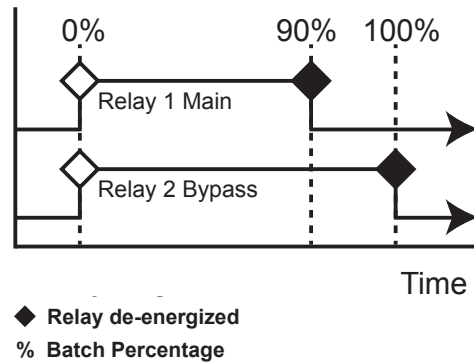 0% 90% 100%
Relay 1 Main
Relay 2 Bypass
Time
◆ Relay de-energized
% Batch Percentage